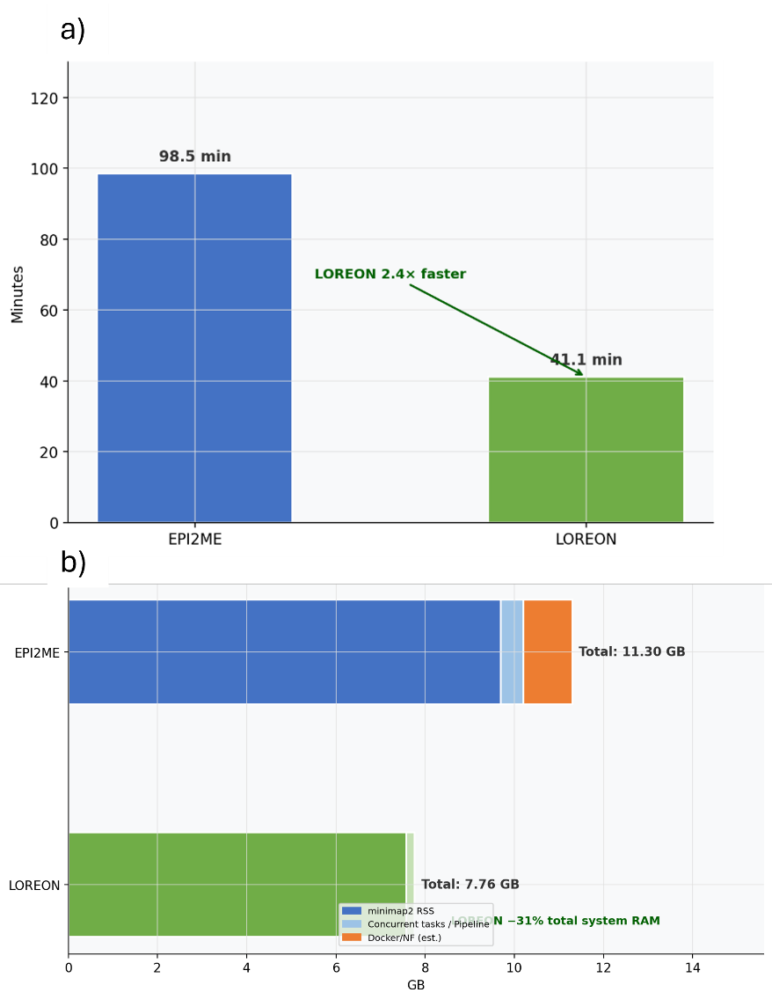 a)
120
100
80
60
40
20
0
Minutes
98.5 min
LOREON 2.4× faster
41.1 min
EPI2ME
LOREON
b)
EPI2ME
Total: 11.30 GB
LOREON
Total: 7.76 GB
LOREON −31% total system RAM
minimap2 RSS
Concurrent tasks / Pipeline
Docker/NF (est.)
0 2 4 6 8 10 12 14
GB